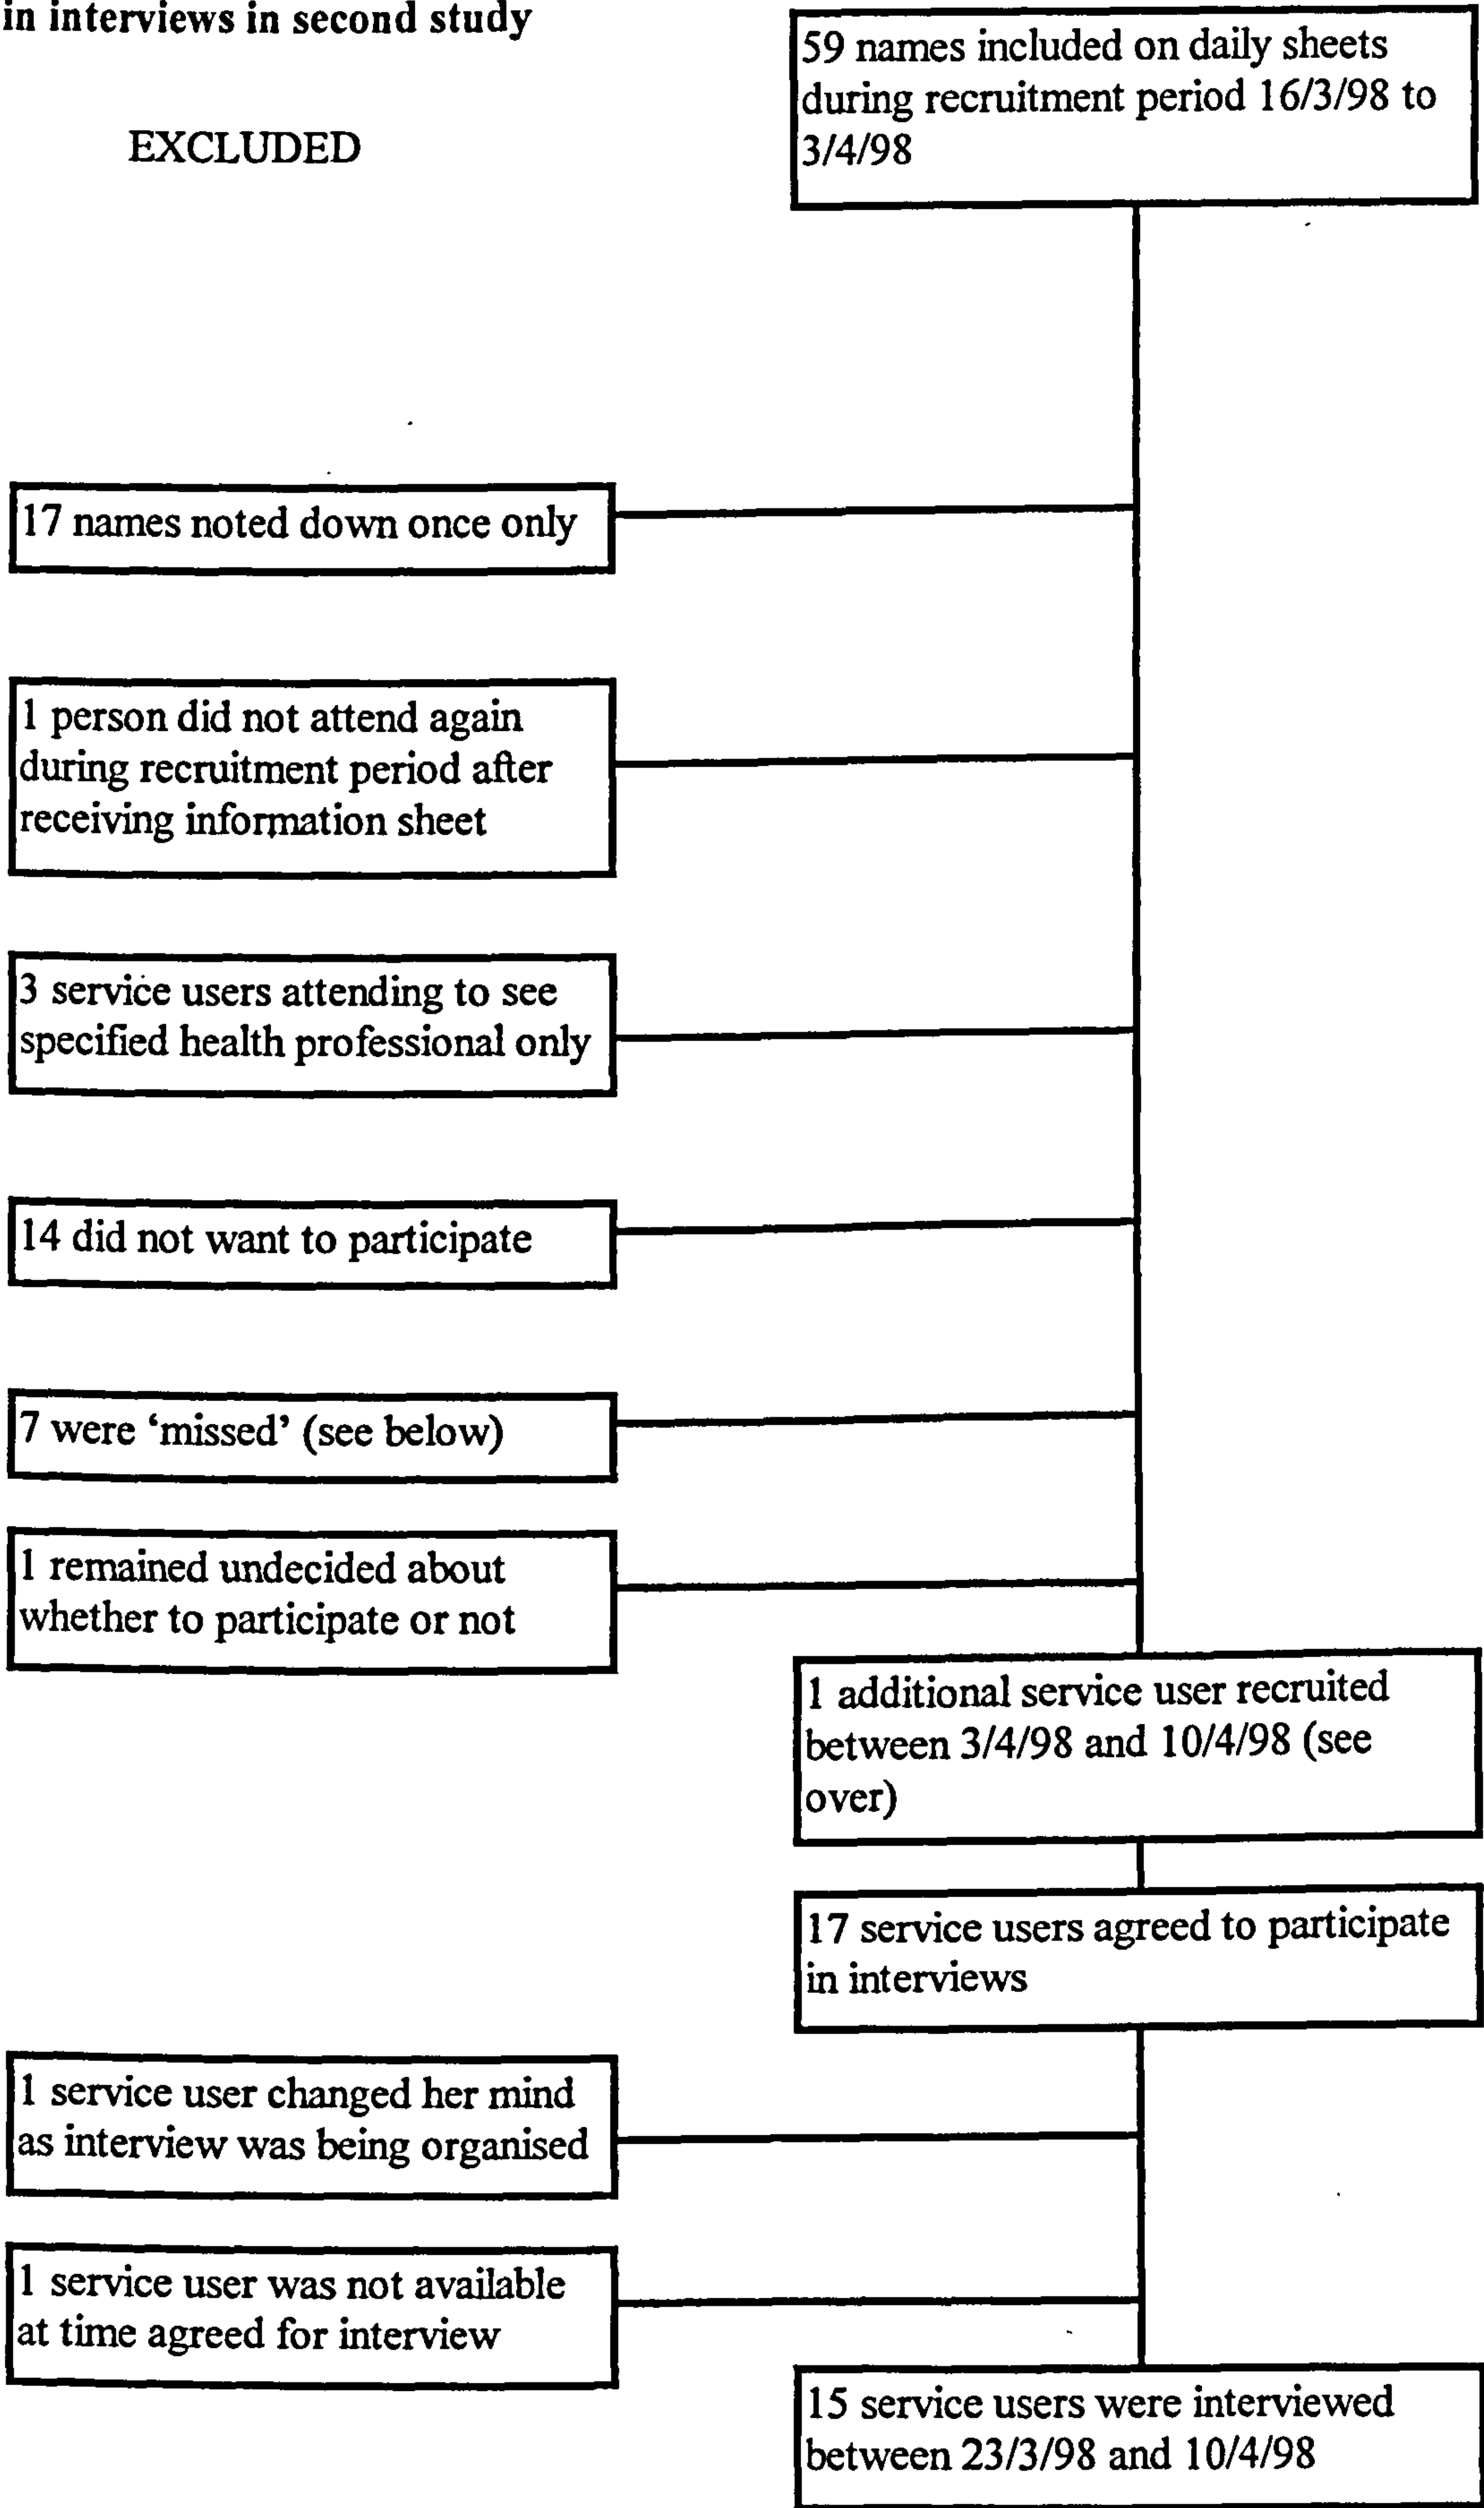 in interviews in second study
EXCLUDED
59 names included on daily sheets
during recruitment period 16/3/98 to
3/4/98
17 names noted down once only
1 person did not attend again
during recruitment period after
receiving information sheet
3 service users attending to see
specified health professional only
14 did not want to participate
7 were ‘missed’ (see below)
1 remained undecided about
whether to participate or not
1 additional service user recruited
between 3/4/98 and 10/4/98 (see
over)
17 service users agreed to participate
in interviews
1 service user changed her mind
as interview was being organised
1 service user was not available
at time agreed for interview
15 service users were interviewed
between 23/3/98 and 10/4/98